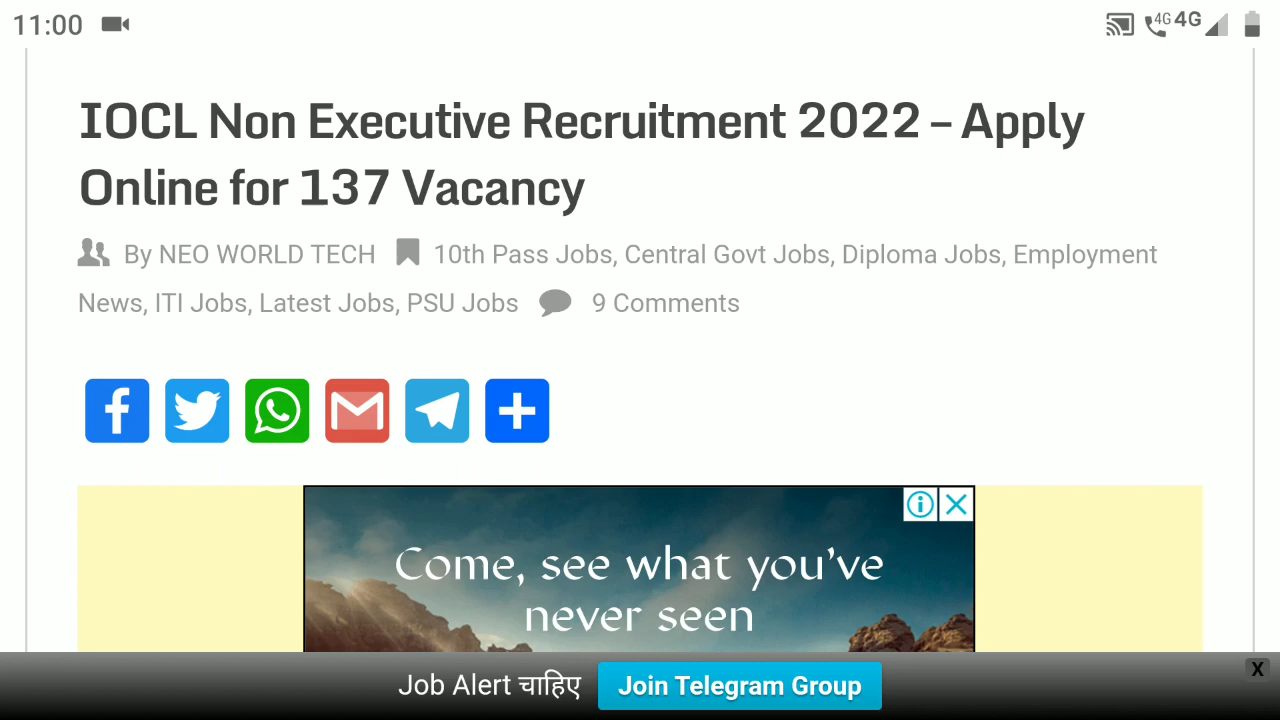 11:00
4G 4G
IOCL Non Executive Recruitment 2022 – Apply
Online for 137 Vacancy
By NEO WORLD TECH 10th Pass Jobs, Central Govt Jobs, Diploma Jobs, Employment
News, ITI Jobs, Latest Jobs, PSU Jobs 9 Comments
Come, see what you've
never seen
Job Alert चाहिए Join Telegram Group X